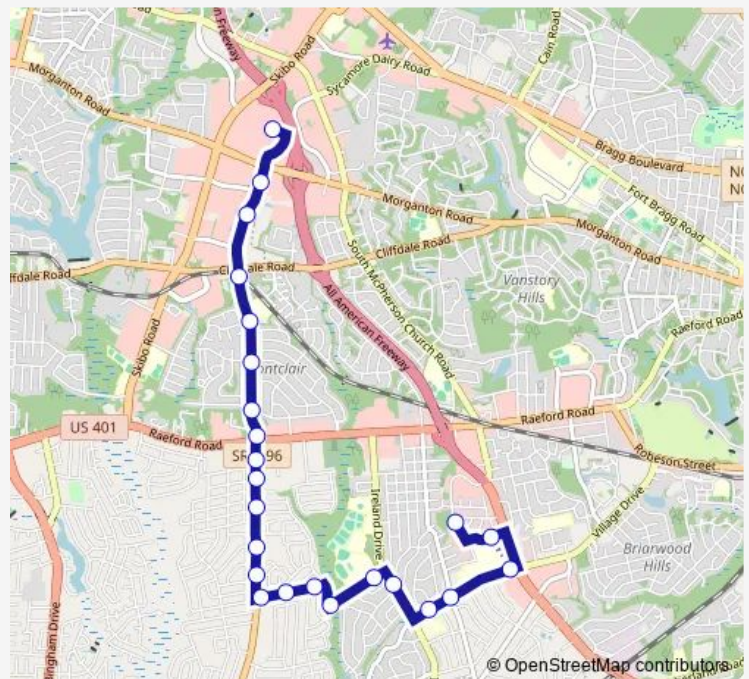 Freeway
Skibo Road
Cain Road
Sycamore Dairy Road
Morganton Road
Bragg Boulevard
Fort Bragg Road
Morganton Road
Morganton Road
Cliffdale Road
South McPherson Church Road
Vanstory
Hills
All American Freeway
Raeford Road
Skibo Road
Raeford Road
US 401
Raeford Road
Robeson Street
Ireland Drive
Village Drive
Briarwood
Hills
© OpenStreetMap contributors